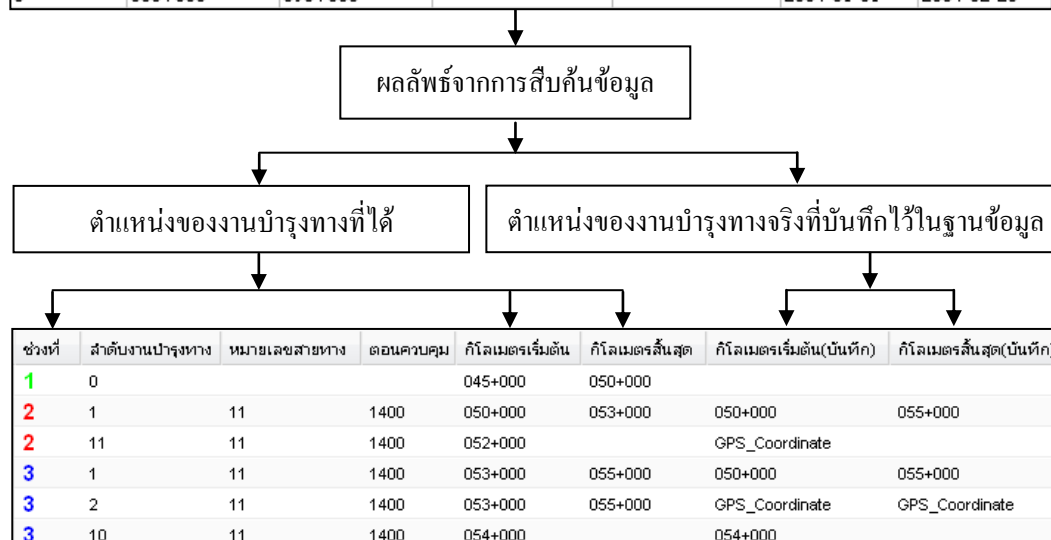 ผลลัพธ์จากการสืบค้นข้อมูล
ตำแหน่งของงานบำรุงทางที่ได้
ตำแหน่งของงานบำรุงทางจริงที่บันทึกไว้ในฐานข้อมูล
ช่วงที่ ลำดับงานบำรุงทาง หมายเลขสายทาง ตอนควบคุม กิโลเมตรเริ่มต้น กิโลเมตรสิ้นสุด กิโลเมตรเริ่มต้น(บันทึก) กิโลเมตรสิ้นสุด(บันทึก)
1 0 045+000 050+000
2 1 11 1400 050+000 053+000 050+000 055+000
2 11 11 1400 052+000 GPS_Coordinate
3 1 11 1400 053+000 055+000 050+000 055+000
3 2 11 1400 053+000 055+000 GPS_Coordinate GPS_Coordinate
3 10 11 1400 054+000 054+000